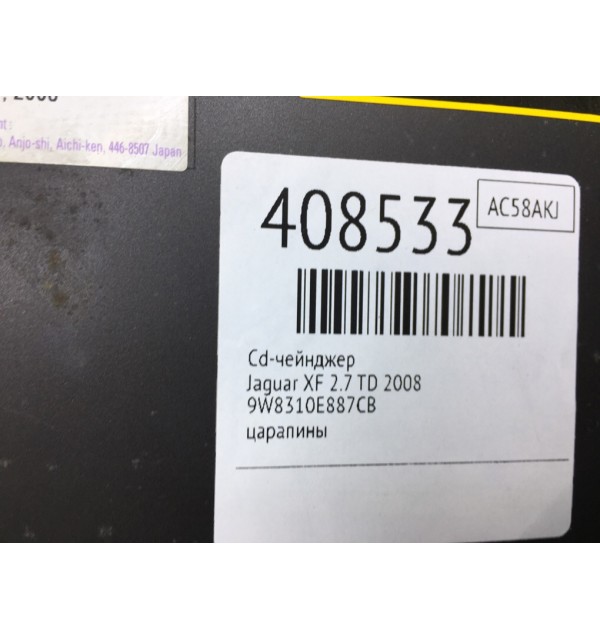 nt:
Anjo-shi, Aichi-ken, 446-8507 Japan
408533
AC58AKJ
Cd-чейнджер
Jaguar XF 2.7 TD 2008
9W8310E887CB
царапины